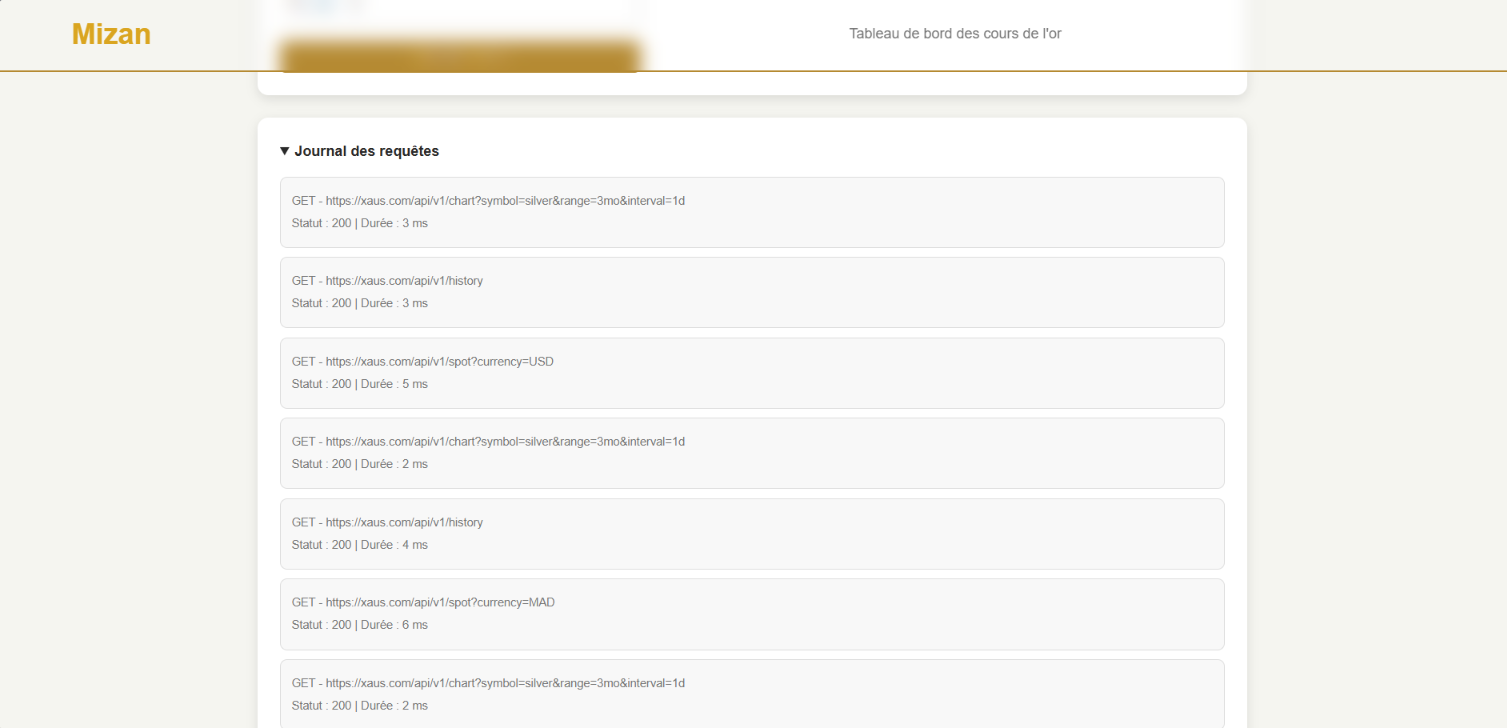 Mizan
Tableau de bord des cours de l'or
▼ Journal des requêtes
GET - https://xaus.com/api/v1/chart?symbol=silver&range=3mo&interval=1d
Statut : 200 | Durée : 3 ms
GET - https://xaus.com/api/v1/history
Statut : 200 | Durée : 3 ms
GET - https://xaus.com/api/v1/spot?currency=USD
Statut : 200 | Durée : 5 ms
GET - https://xaus.com/api/v1/chart?symbol=silver&range=3mo&interval=1d
Statut : 200 | Durée : 2 ms
GET - https://xaus.com/api/v1/history
Statut : 200 | Durée : 4 ms
GET - https://xaus.com/api/v1/spot?currency=MAD
Statut : 200 | Durée : 6 ms
GET - https://xaus.com/api/v1/chart?symbol=silver&range=3mo&interval=1d
Statut : 200 | Durée : 2 ms